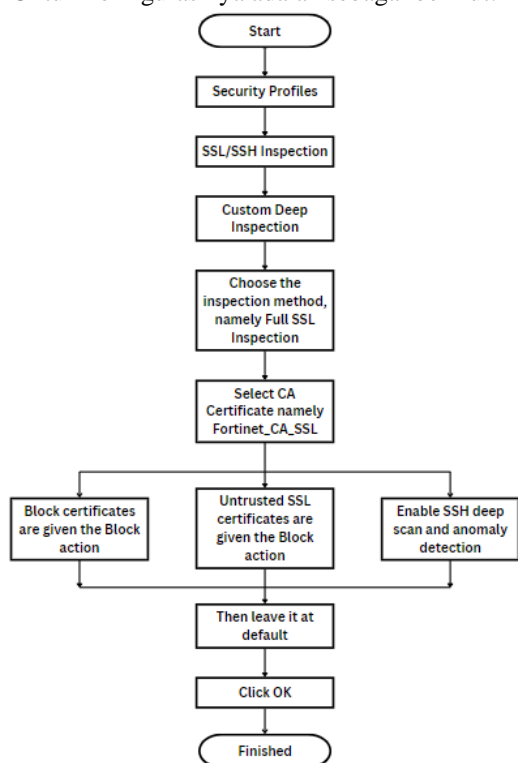 Start
Security Profiles
SSL/SSH Inspection
Custom Deep
Inspection
Choose the
inspection method,
namely Full SSL
Inspection
Select CA
Certificate namely
Fortinet_CA_SSL
Block certificates
are given the Block
action
Untrusted SSL
certificates are
given the Block
action
Enable SSH deep
scan and anomaly
detection
Then leave it at
default
Click OK
Finished